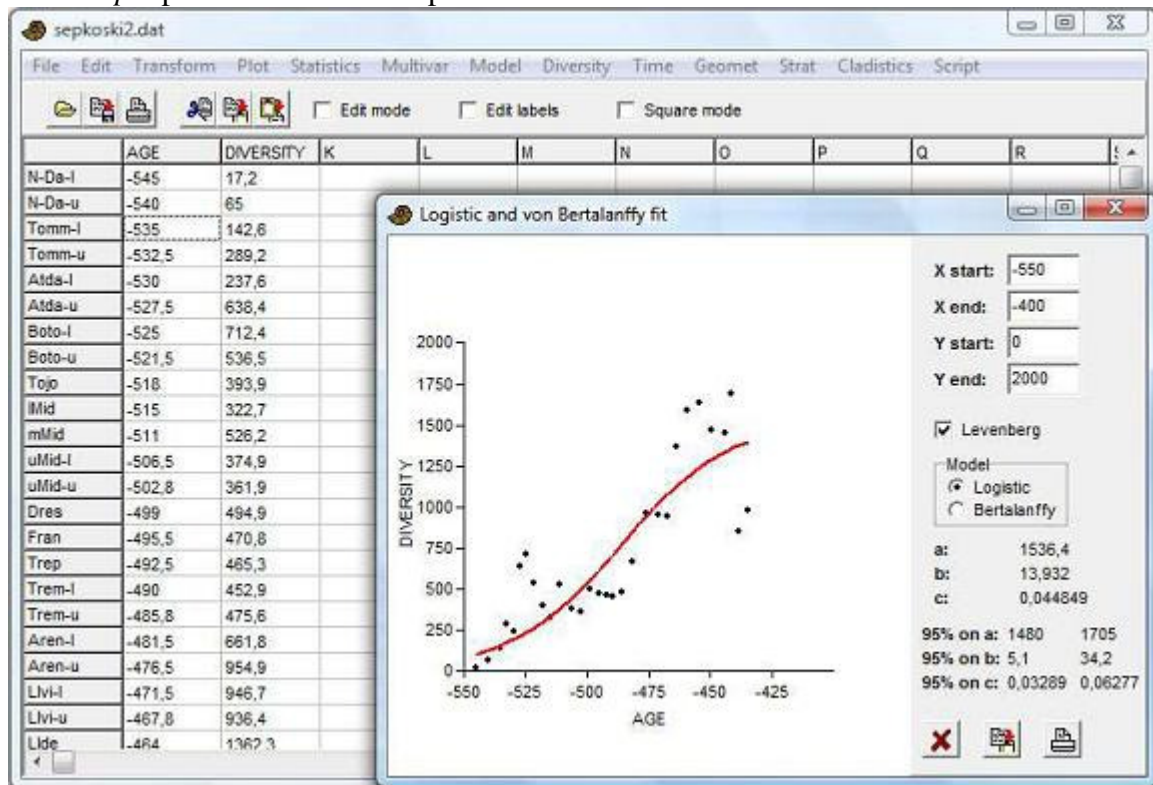 sepkoski2.dat
File Edit Transform Plot Statistics Multivar Model Diversity Time Geomet Strat Cladistics Script
Edit mode Edit labels Square mode
AGE DIVERSITY K L M N O P Q R
N-Da-l -545 17,2
N-Da-u -540 65
Tomm-l -535 142,6
Tomm-u -532,5 289,2
Atda-l -530 237,6
Atda-u -527,5 638,4
Boto-l -525 712,4
Boto-u -521,5 536,5
Tojo -518 393,9
lMid -515 322,7
mMid -511 526,2
uMid-l -506,5 374,9
uMid-u -502,8 361,9
Dres -499 494,9
Fran -495,5 470,8
Trep -492,5 465,3
Trem-l -490 452,9
Trem-u -485,8 475,6
Aren-l -481,5 661,8
Aren-u -476,5 954,9
Llvi-l -471,5 946,7
Llvi-u -467,8 936,4
Llde -464 1362,3
Logistic and von Bertalanffy fit
X start: -550
X end: -400
Y start: 0
Y end: 2000
Levenberg
Model
Logistic
Bertalanffy
a: 1536,4
b: 13,932
c: 0,044849
95% on a: 1480 1705
95% on b: 5,1 34,2
95% on c: 0,03289 0,06277
2000
1750
1500
1250
1000
750
500
250
0
DIVERSITY
-550 -525 -500 -475 -450 -425
AGE